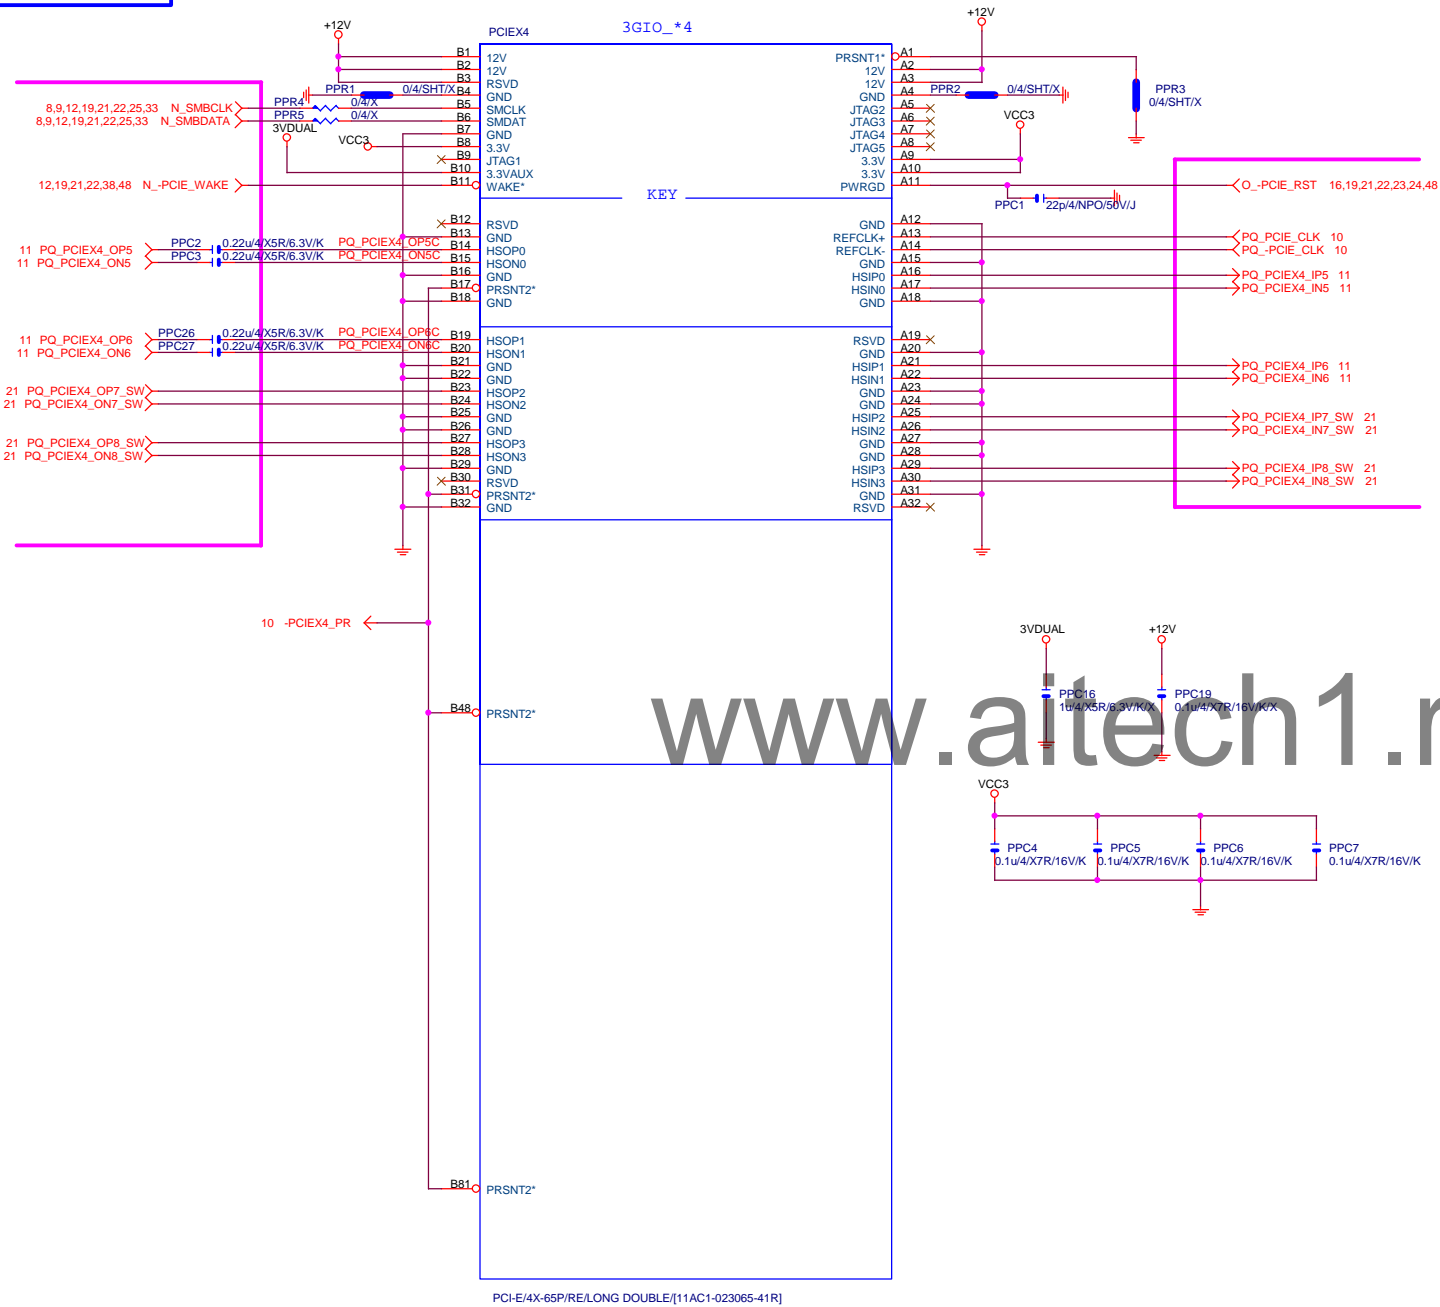 PCIEX4
3GIO_*4
+12V
+12V
B1 12V
B2 12V
B3 RSVD
B4 GND
B5 SMCLK
B6 SMDAT
B7 GND
B8 3.3V
B9 JTAG1
B10 3.3VAUX
B11 WAKE*
KEY
B12 RSVD
B13 GND
B14 HSOP0
B15 HSON0
B16 GND
B17 PRSNT2*
B18 GND
B19 HSOP1
B20 HSON1
B21 GND
B22 GND
B23 HSOP2
B24 HSON2
B25 GND
B26 GND
B27 HSOP3
B28 HSON3
B29 GND
B30 RSVD
B31 PRSNT2*
B32 GND
B48 PRSNT2*
B81 PRSNT2*
PRSNT1* A1
12V A2
12V A3
GND A4
JTAG2 A5
JTAG3 A6
JTAG4 A7
JTAG5 A8
3.3V A9
3.3V A10
PWRGD A11
GND A12
REFCLK+ A13
REFCLK- A14
GND A15
HSIP0 A16
HSIN0 A17
GND A18
RSVD A19
GND A20
HSIP1 A21
HSIN1 A22
GND A23
GND A24
HSIP2 A25
HSIN2 A26
GND A27
GND A28
HSIP3 A29
HSIN3 A30
GND A31
RSVD A32
PPR1 0/4/SHT/X
8,9,12,19,21,22,25,33 N_SMBCLK PPR4 0/4/X
8,9,12,19,21,22,25,33 N_SMBDATA PPR5 0/4/X
3VDUAL
VCC3
12,19,21,22,38,48 N_-PCIE_WAKE
11 PQ_PCIEX4_OP5 PPC2 0.22u/4/X5R/6.3V/K PQ_PCIEX4_OP5C
11 PQ_PCIEX4_ON5 PPC3 0.22u/4/X5R/6.3V/K PQ_PCIEX4_ON5C
11 PQ_PCIEX4_OP6 PPC26 0.22u/4/X5R/6.3V/K PQ_PCIEX4_OP6C
11 PQ_PCIEX4_ON6 PPC27 0.22u/4/X5R/6.3V/K PQ_PCIEX4_ON6C
21 PQ_PCIEX4_OP7_SW
21 PQ_PCIEX4_ON7_SW
21 PQ_PCIEX4_OP8_SW
21 PQ_PCIEX4_ON8_SW
10 -PCIEX4_PR
PPR2 0/4/SHT/X
PPR3
0/4/SHT/X
VCC3
PPC1 22p/4/NPO/50V/J
O_-PCIE_RST 16,19,21,22,23,24,48
PQ_PCIE_CLK 10
PQ_-PCIE_CLK 10
PQ_PCIEX4_IP5 11
PQ_PCIEX4_IN5 11
PQ_PCIEX4_IP6 11
PQ_PCIEX4_IN6 11
PQ_PCIEX4_IP7_SW 21
PQ_PCIEX4_IN7_SW 21
PQ_PCIEX4_IP8_SW 21
PQ_PCIEX4_IN8_SW 21
3VDUAL
+12V
PPC16
1u/4/X5R/6.3V/K/X
PPC19
0.1u/4/X7R/16V/K/X
www.aitech1.r
VCC3
PPC4
0.1u/4/X7R/16V/K
PPC5
0.1u/4/X7R/16V/K
PPC6
0.1u/4/X7R/16V/K
PPC7
0.1u/4/X7R/16V/K
PCI-E/4X-65P/RE/LONG DOUBLE/[11AC1-023065-41R]